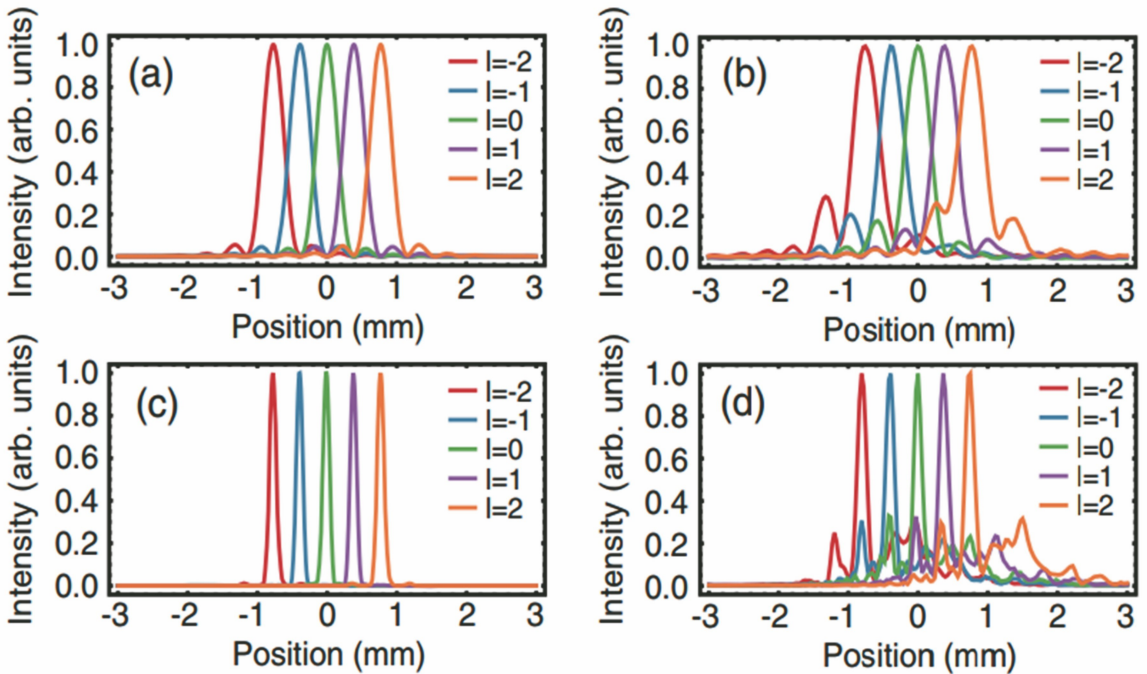 Intensity (arb. units)
1.0
0.8
0.6
0.4
0.2
0.0
(a)
l=-2
l=-1
l=0
l=1
l=2
-3 -2 -1 0 1 2 3
Position (mm)
Intensity (arb. units)
1.0
0.8
0.6
0.4
0.2
0.0
(b)
l=-2
l=-1
l=0
l=1
l=2
-3 -2 -1 0 1 2 3
Position (mm)
Intensity (arb. units)
1.0
0.8
0.6
0.4
0.2
0.0
(c)
l=-2
l=-1
l=0
l=1
l=2
-3 -2 -1 0 1 2 3
Position (mm)
Intensity (arb. units)
1.0
0.8
0.6
0.4
0.2
0.0
(d)
l=-2
l=-1
l=0
l=1
l=2
-3 -2 -1 0 1 2 3
Position (mm)